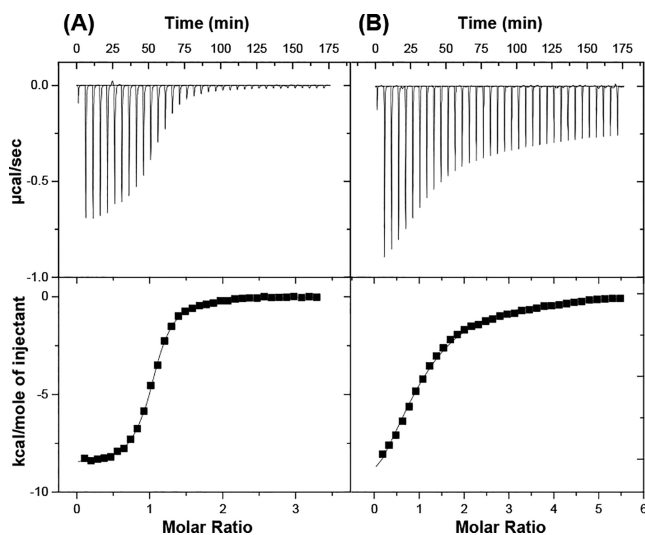 (A) Time (min) (B) Time (min)
0 25 50 75 100 125 150 175 0 25 50 75 100 125 150 175
0.0
-0.5
-1.0
µcal/sec
0
-5
-10
kcal/mole of injectant
0 1 2 3 0 1 2 3 4 5 6
Molar Ratio Molar Ratio